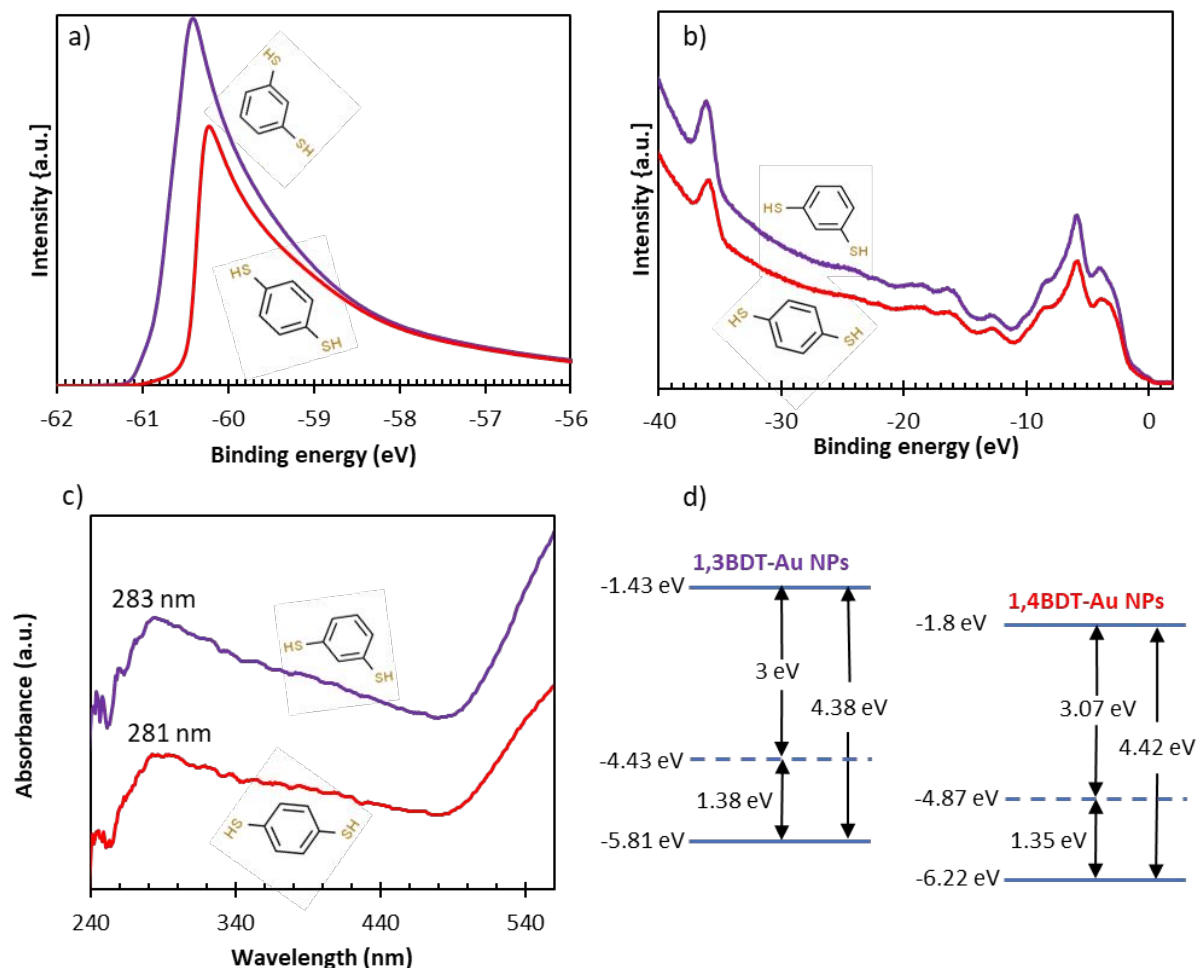 a)
Intensity [a.u.}
HS
SH
HS
SH
-62 -61 -60 -59 -58 -57 -56
Binding energy (eV)
b)
Intensity {a.u.]
HS
SH
HS
SH
-40 -30 -20 -10 0
Binding energy (eV)
c)
Absorbance (a.u.)
283 nm
HS
SH
281 nm
HS
SH
240 340 440 540
Wavelength (nm)
d)
1,3BDT-Au NPs
-1.43 eV
3 eV
4.38 eV
-4.43 eV
1.38 eV
-5.81 eV
1,4BDT-Au NPs
-1.8 eV
3.07 eV
4.42 eV
-4.87 eV
1.35 eV
-6.22 eV